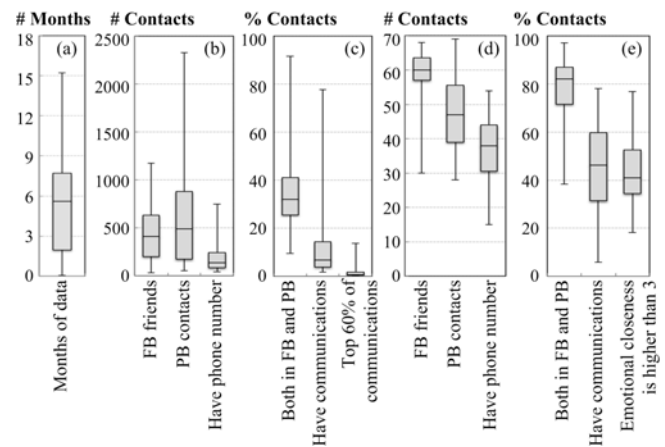 # Months # Contacts % Contacts # Contacts % Contacts
(a) (b) (c) (d) (e)
18 2500 100 70 100
15 2000 80 60 80
12 1500 60 50 60
9 1000 40 40 40
6 500 20 30 20
3 0 0 20 0
0 10
0
Months of data
FB friends
PB contacts
Have phone number
Both in FB and PB
Have communications
Top 60% of
communications
FB friends
PB contacts
Have phone number
Both in FB and PB
Have communications
Emotional closeness
is higher than 3